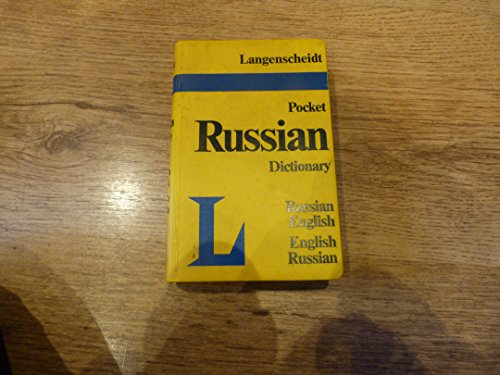 Langenscheidt
Pocket
Russian
Dictionary
L
Russian
English
English
Russian